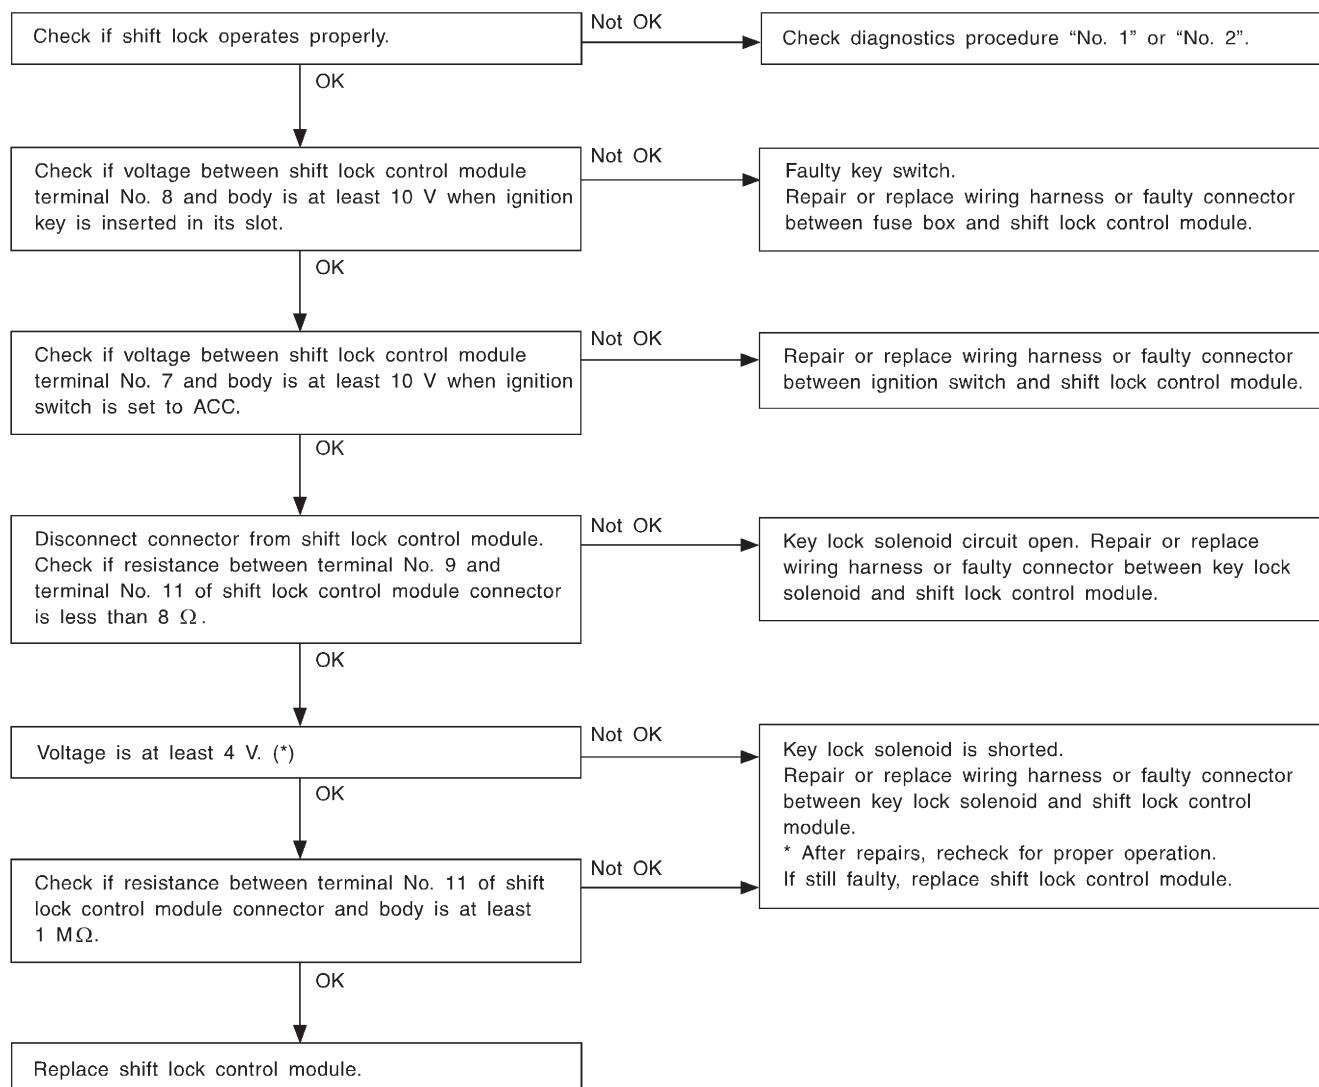 Check if shift lock operates properly.
Not OK
Check diagnostics procedure “No. 1” or “No. 2”.
OK
Check if voltage between shift lock control module
terminal No. 8 and body is at least 10 V when ignition
key is inserted in its slot.
Not OK
Faulty key switch.
Repair or replace wiring harness or faulty connector
between fuse box and shift lock control module.
OK
Check if voltage between shift lock control module
terminal No. 7 and body is at least 10 V when ignition
switch is set to ACC.
Not OK
Repair or replace wiring harness or faulty connector
between ignition switch and shift lock control module.
OK
Disconnect connector from shift lock control module.
Check if resistance between terminal No. 9 and
terminal No. 11 of shift lock control module connector
is less than 8 Ω.
Not OK
Key lock solenoid circuit open. Repair or replace
wiring harness or faulty connector between key lock
solenoid and shift lock control module.
OK
Voltage is at least 4 V. (*)
Not OK
Key lock solenoid is shorted.
Repair or replace wiring harness or faulty connector
between key lock solenoid and shift lock control
module.
* After repairs, recheck for proper operation.
If still faulty, replace shift lock control module.
OK
Check if resistance between terminal No. 11 of shift
lock control module connector and body is at least
1 MΩ.
Not OK
OK
Replace shift lock control module.